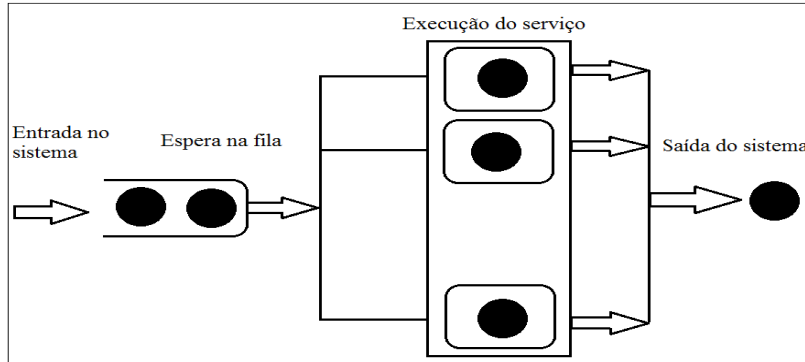 Execução do serviço
Entrada no
sistema
Espera na fila
Saída do sistema